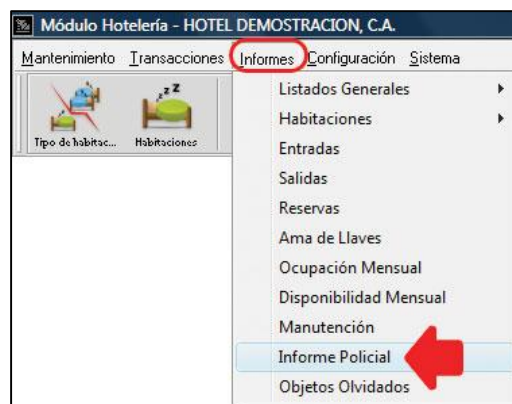 Módulo Hotelería - HOTEL DEMOSTRACION, C.A.
Mantenimiento Transacciones Informes Configuración Sistema
Tipo de habitac... Habitaciones
Listados Generales
Habitaciones
Entradas
Salidas
Reservas
Ama de Llaves
Ocupación Mensual
Disponibilidad Mensual
Manutención
Informe Policial
Objetos Olvidados